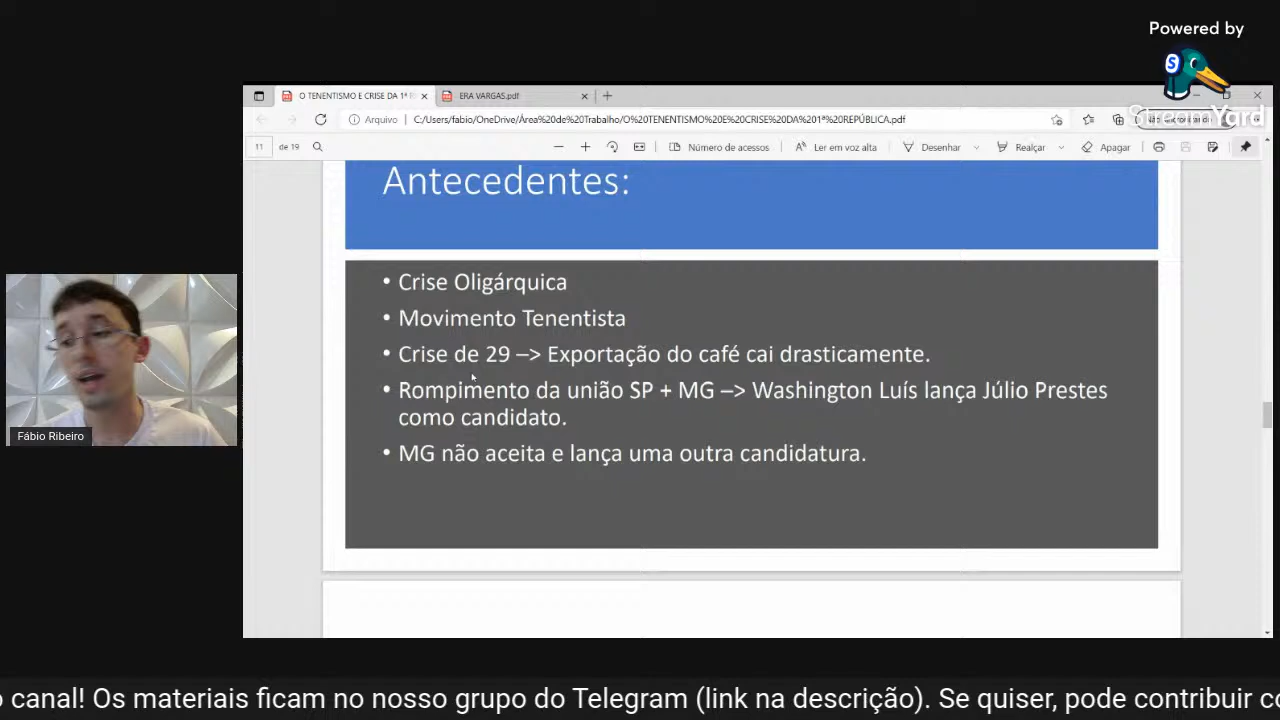 Powered by
S
StreamYard
O TENENTISMO E CRISE DA 1ª
ERA VARGAS.pdf
Arquivo
C:/Users/fabio/OneDrive/Área%20de%20Trabalho/O%20TENENTISMO%20E%20CRISE%20DA%201ª%20REPÚBLICA.pdf
11 de 19
Número de acessos
Ler em voz alta
Desenhar
Realçar
Apagar
Antecedentes:
• Crise Oligárquica
• Movimento Tenentista
• Crise de 29 –> Exportação do café cai drasticamente.
• Rompimento da união SP + MG –> Washington Luís lança Júlio Prestes
como candidato.
• MG não aceita e lança uma outra candidatura.
Fábio Ribeiro
o canal! Os materiais ficam no nosso grupo do Telegram (link na descrição). Se quiser, pode contribuir